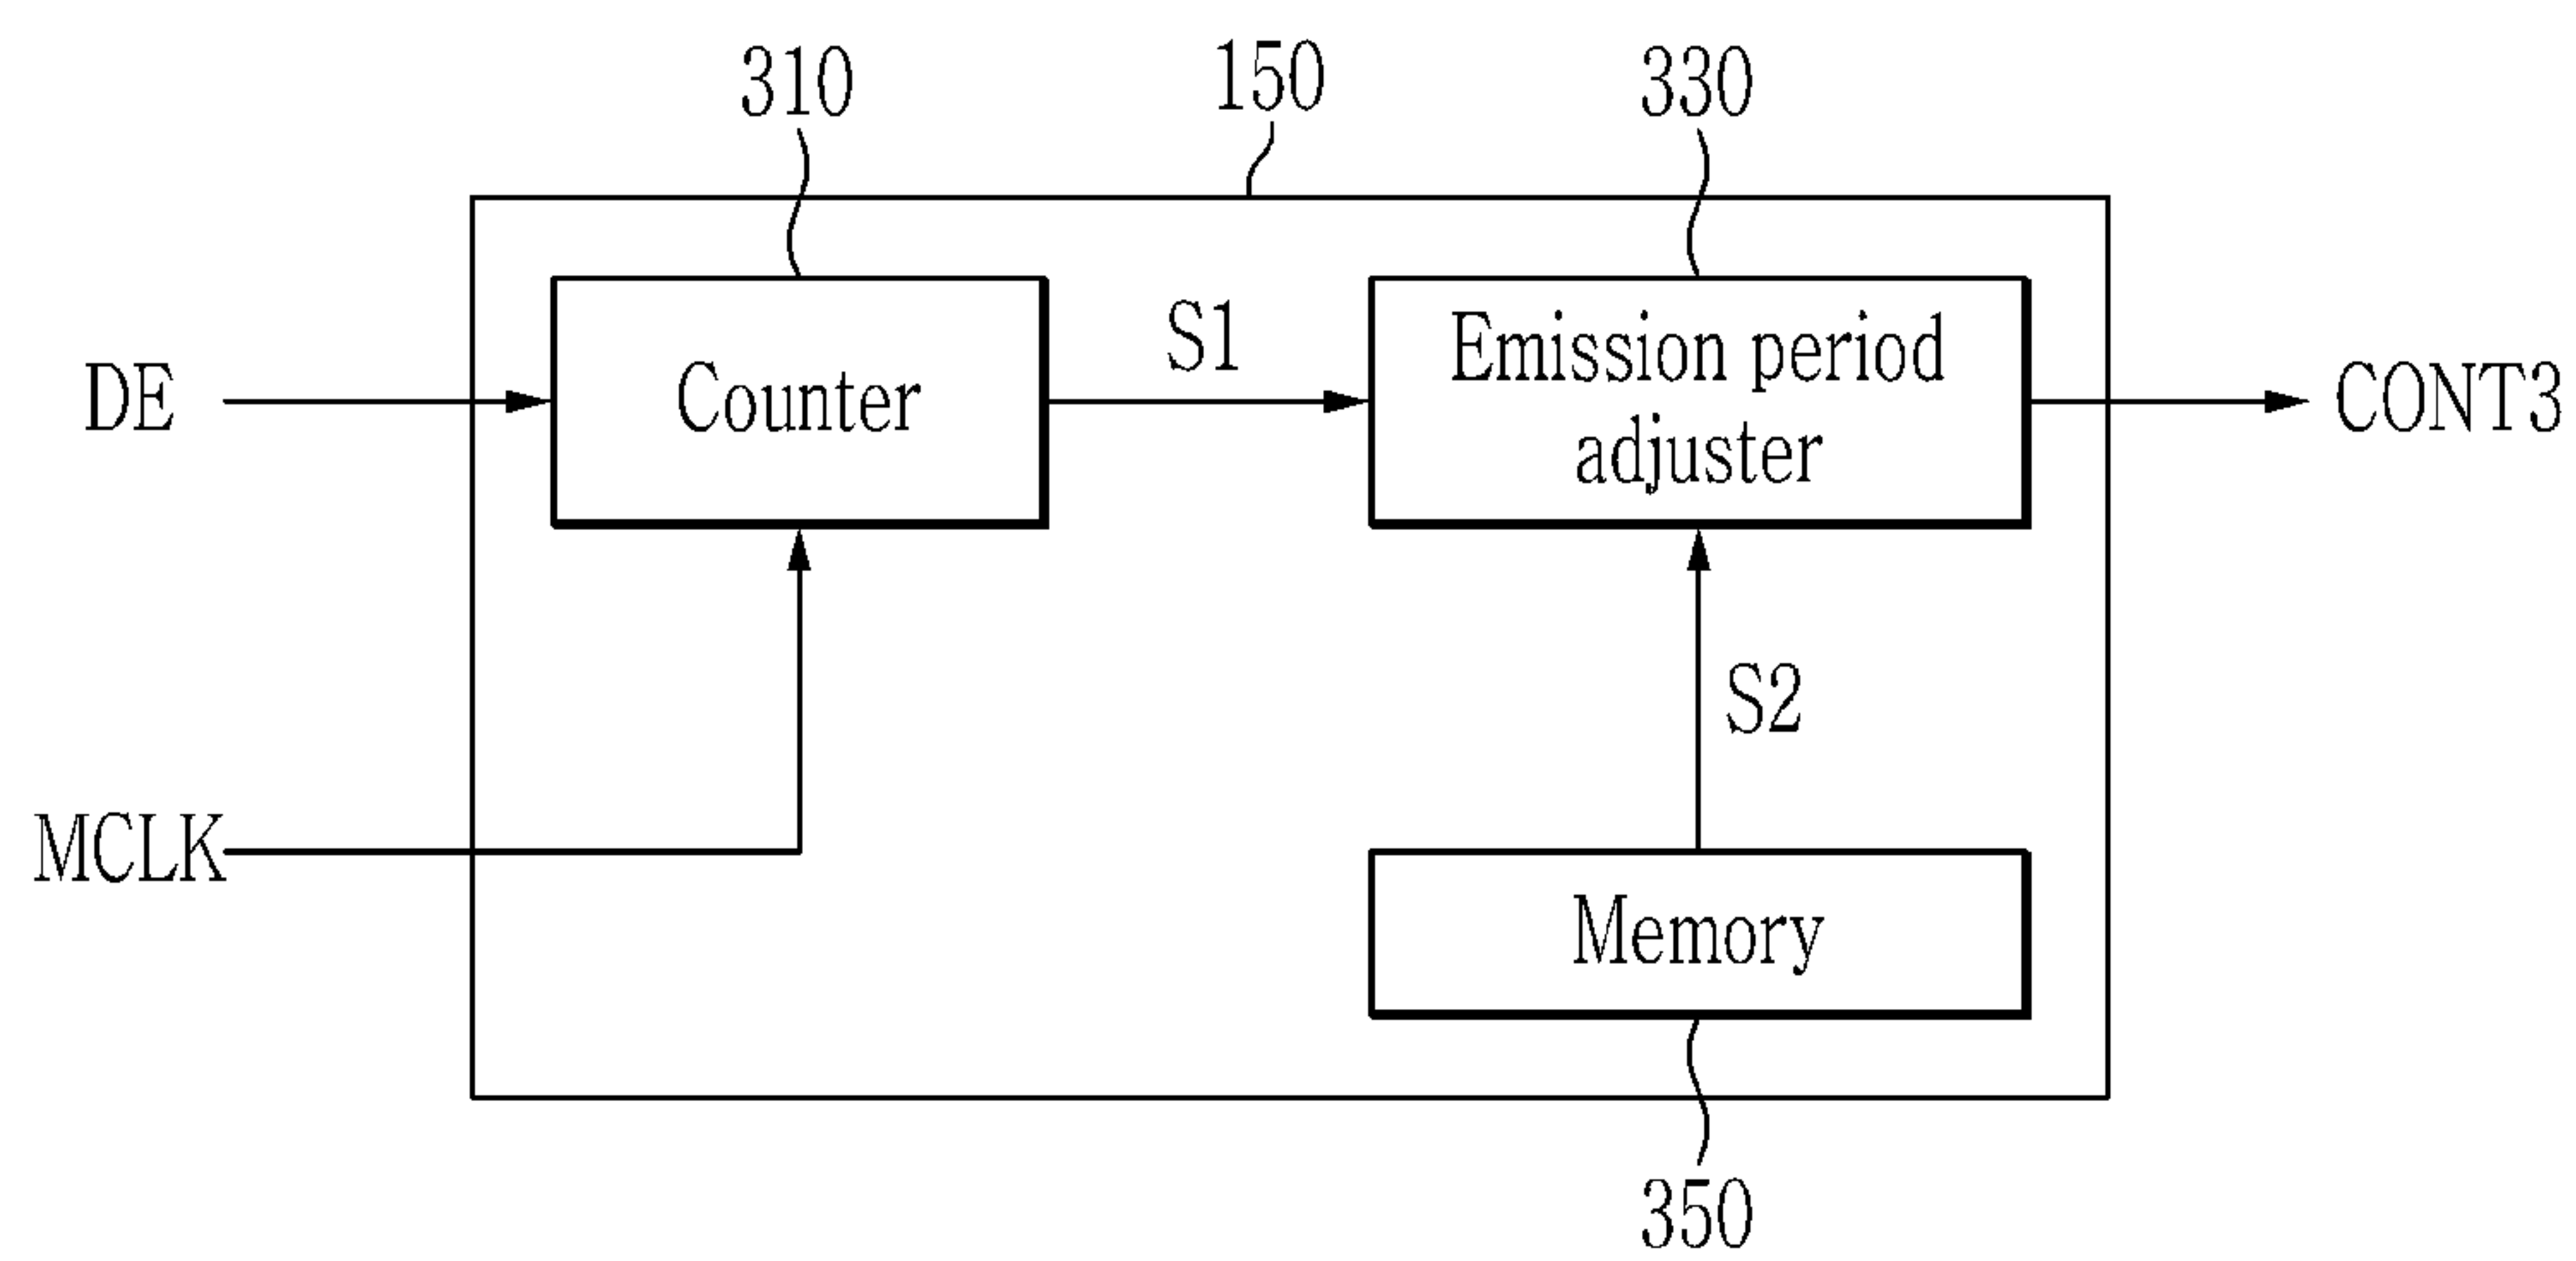 310
150
330
DE
Counter
S1
Emission period
adjuster
CONT3
S2
MCLK
Memory
350